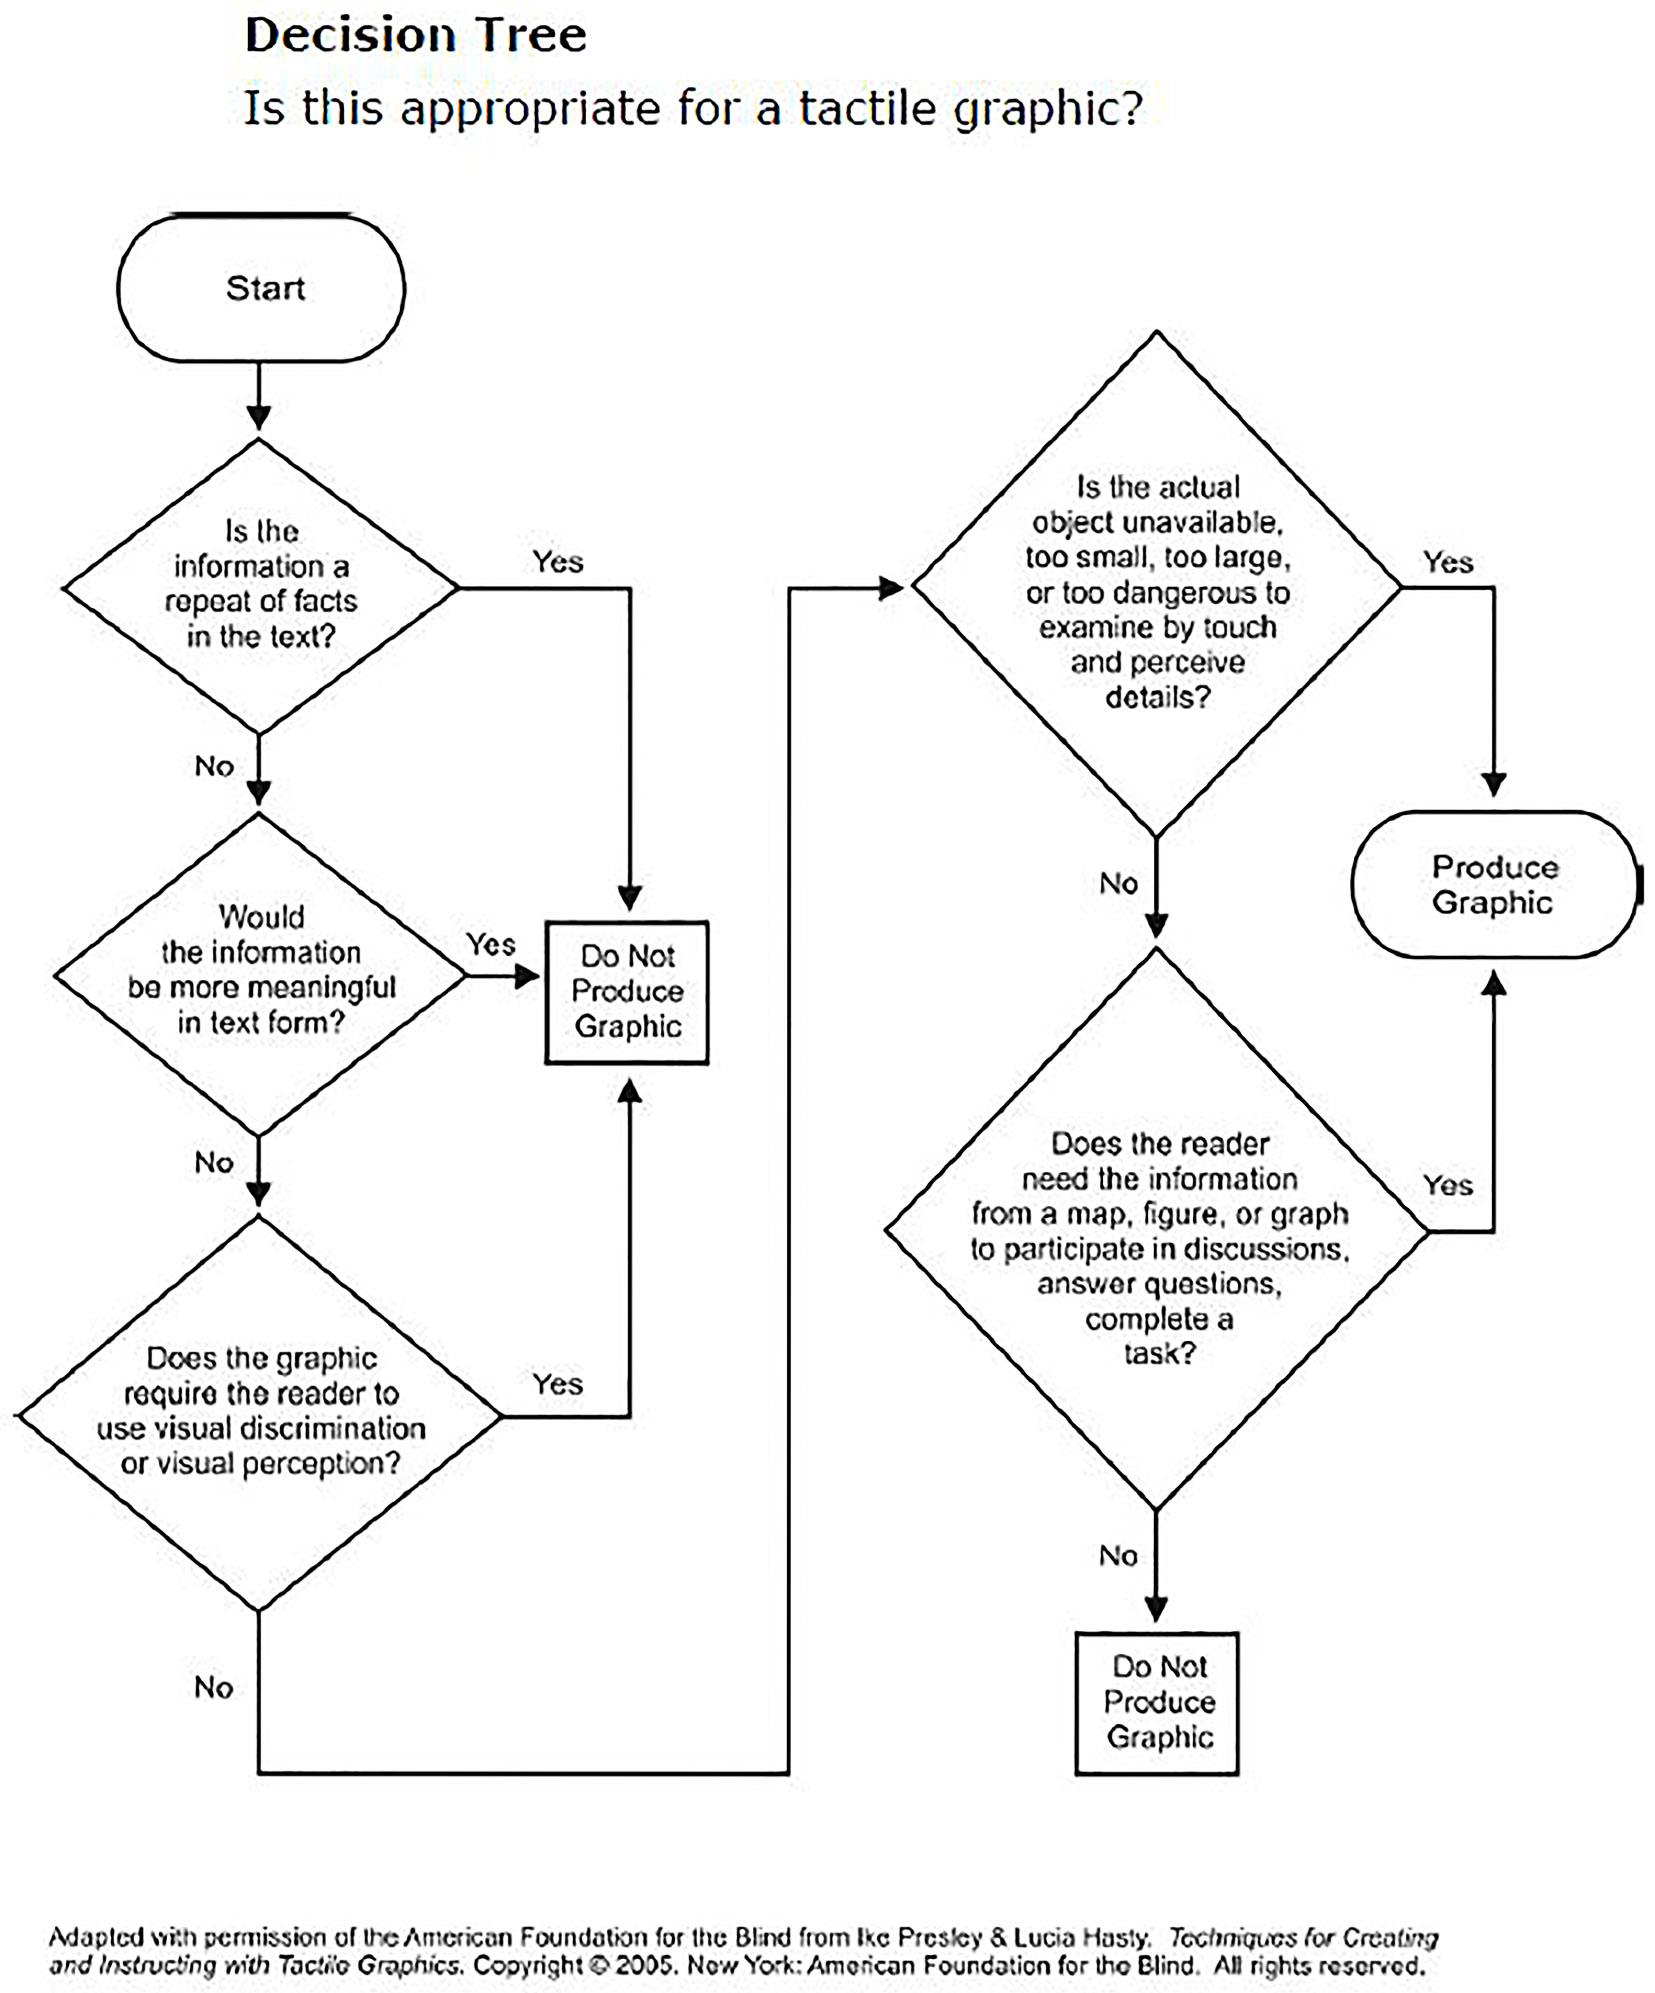 Decision Tree
Is this appropriate for a tactile graphic?
Start
Is the
information a
repeat of facts
in the text?
Yes
No
Would
the information
be more meaningful
in text form?
Yes
Do Not
Produce
Graphic
No
Does the graphic
require the reader to
use visual discrimination
or visual perception?
Yes
No
Is the actual
object unavailable,
too small, too large,
or too dangerous to
examine by touch
and perceive
details?
Yes
Produce
Graphic
No
Does the reader
need the information
from a map, figure, or graph
to participate in discussions,
answer questions,
complete a
task?
Yes
No
Do Not
Produce
Graphic
Adapted with permission of the American Foundation for the Blind from Ike Presley & Lucia Hasty. Techniques for Creating
and Instructing with Tactile Graphics. Copyright © 2005. New York: American Foundation for the Blind. All rights reserved.